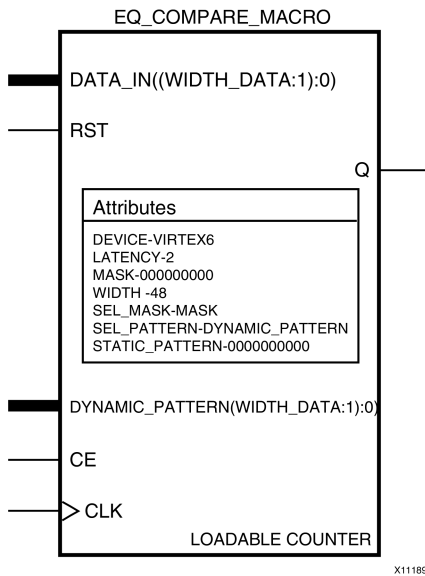 EQ_COMPARE_MACRO
DATA_IN((WIDTH_DATA:1):0)
RST
Q
Attributes
DEVICE-VIRTEX6
LATENCY-2
MASK-000000000
WIDTH -48
SEL_MASK-MASK
SEL_PATTERN-DYNAMIC_PATTERN
STATIC_PATTERN-0000000000
DYNAMIC_PATTERN(WIDTH_DATA:1):0)
CE
CLK
LOADABLE COUNTER
X11189